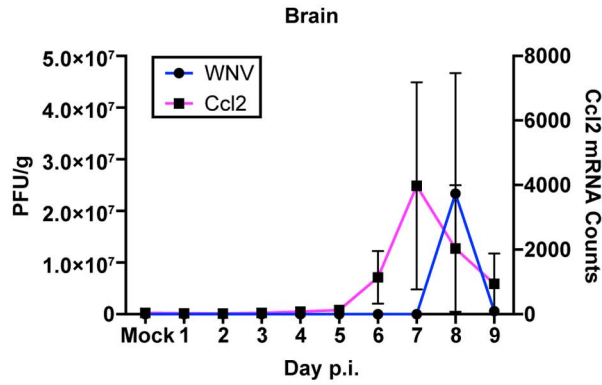 Brain
5.0×10⁷
4.0×10⁷
3.0×10⁷
2.0×10⁷
1.0×10⁷
0
PFU/g
WNV
Ccl2
8000
6000
4000
2000
0
Ccl2 mRNA Counts
Mock 1 2 3 4 5 6 7 8 9
Day p.i.